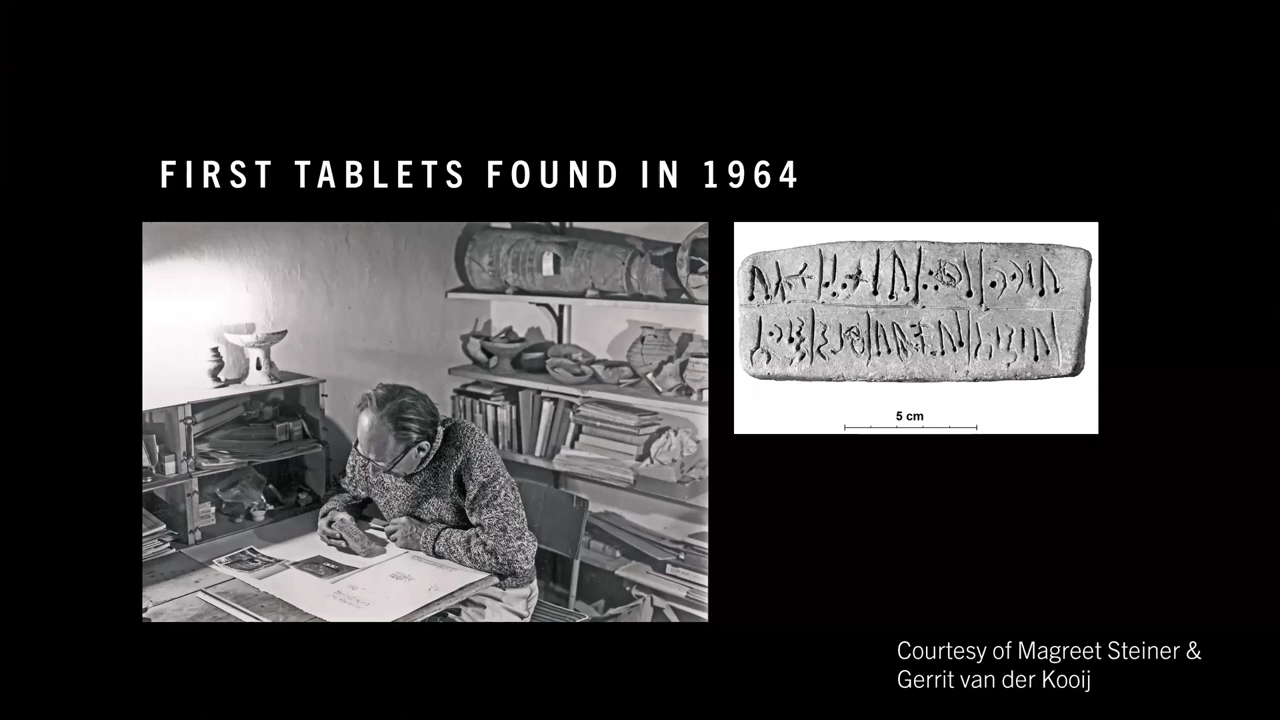 FIRST TABLETS FOUND IN 1964
5 cm
Courtesy of Magreet Steiner &
Gerrit van der Kooij